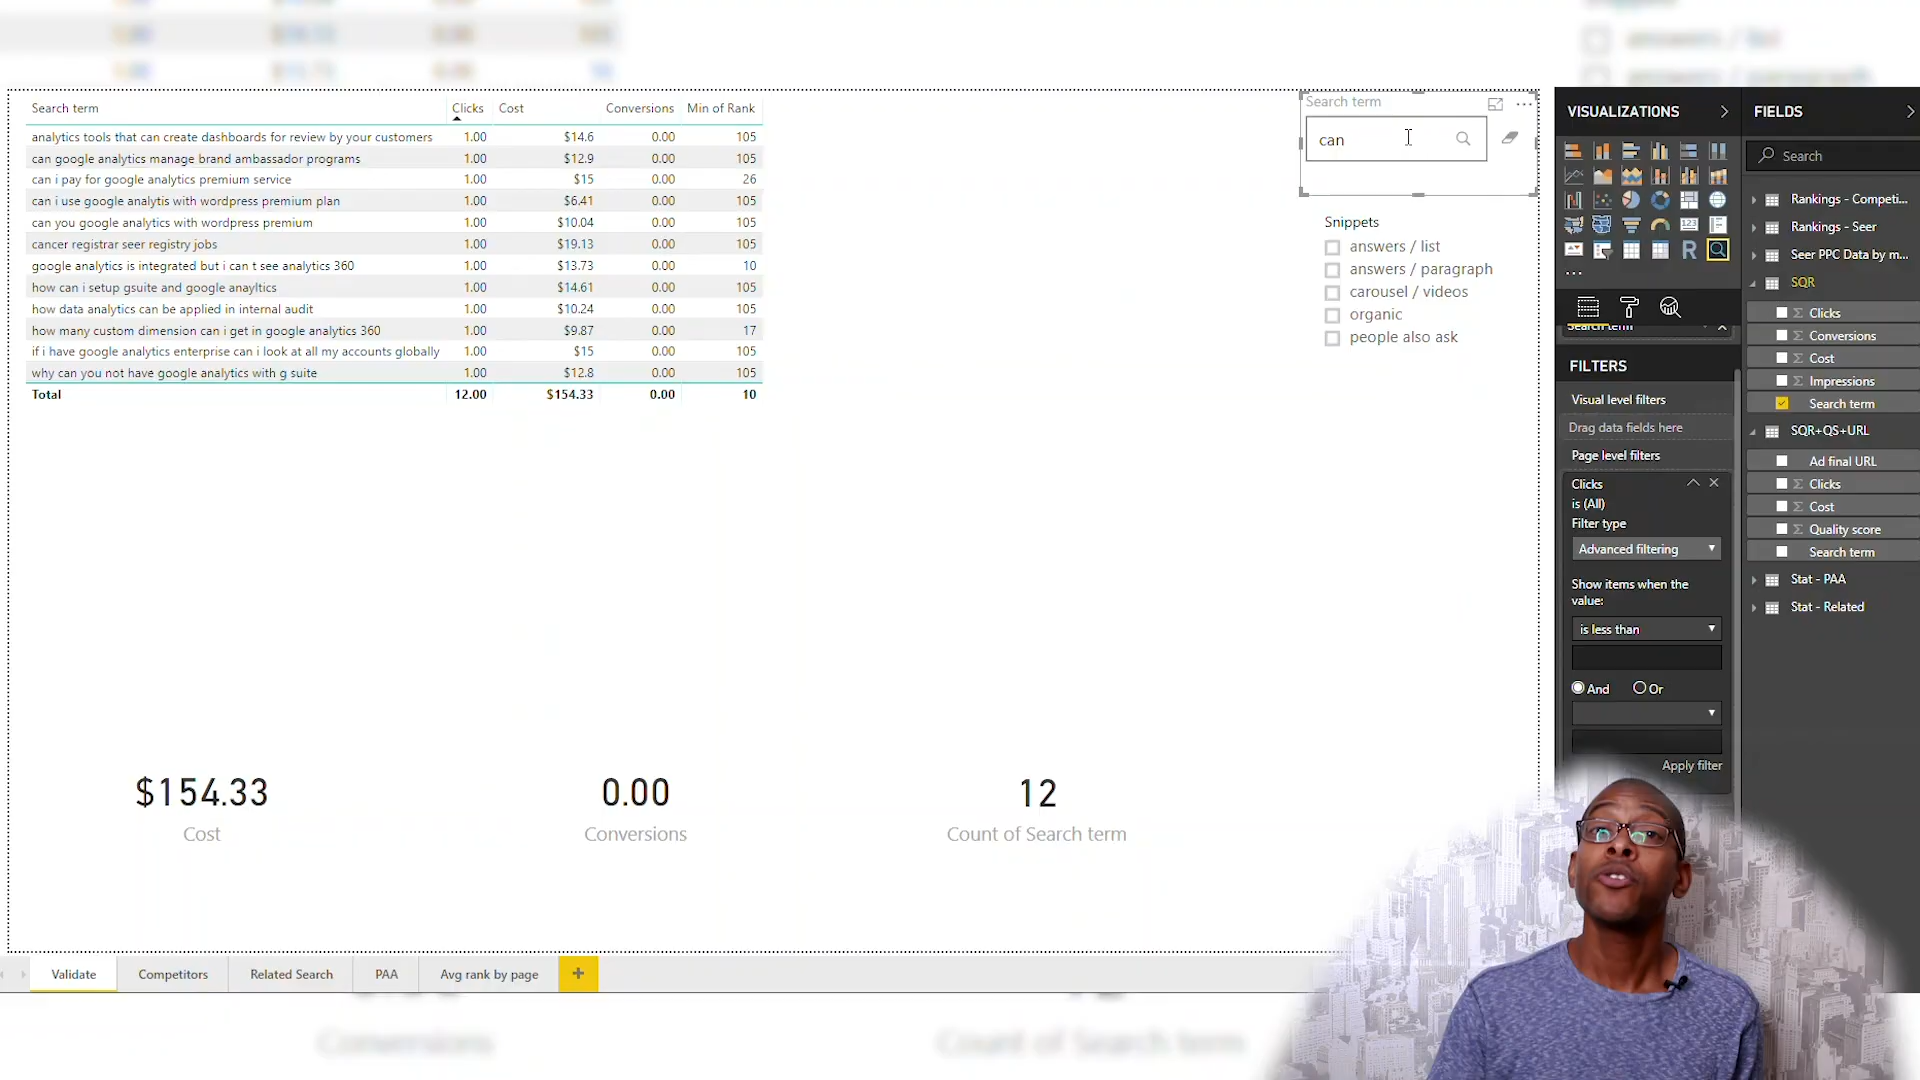 Search term Clicks Cost Conversions Min of Rank
analytics tools that can create dashboards for review by your customers 1.00 $14.6 0.00 105
can google analytics manage brand ambassador programs 1.00 $12.9 0.00 105
can i pay for google analytics premium service 1.00 $15 0.00 26
can i use google analytis with wordpress premium plan 1.00 $6.41 0.00 105
can you google analytics with wordpress premium 1.00 $10.04 0.00 105
cancer registrar seer registry jobs 1.00 $19.13 0.00 105
google analytics is integrated but i can t see analytics 360 1.00 $13.73 0.00 10
how can i setup gsuite and google anayltics 1.00 $14.61 0.00 105
how data analytics can be applied in internal audit 1.00 $10.24 0.00 105
how many custom dimension can i get in google analytics 360 1.00 $9.87 0.00 17
if i have google analytics enterprise can i look at all my accounts globally 1.00 $15 0.00 105
why can you not have google analytics with g suite 1.00 $12.8 0.00 105
Total 12.00 $154.33 0.00 10
Search term
can
Snippets
answers / list
answers / paragraph
carousel / videos
organic
people also ask
$154.33
Cost
0.00
Conversions
12
Count of Search term
Validate
Competitors
Related Search
PAA
Avg rank by page
+
VISUALIZATIONS
R
123
Search term
FILTERS
Visual level filters
Drag data fields here
Page level filters
Clicks
is (All)
Filter type
Advanced filtering
Show items when the
value:
is less than
And Or
Apply filter
FIELDS
Search
Rankings - Competi...
Rankings - Seer
Seer PPC Data by m...
SQR
Clicks
Conversions
Cost
Impressions
Search term
SQR+QS+URL
Ad final URL
Clicks
Cost
Quality score
Search term
Stat - PAA
Stat - Related
Conversions
Count of Search term